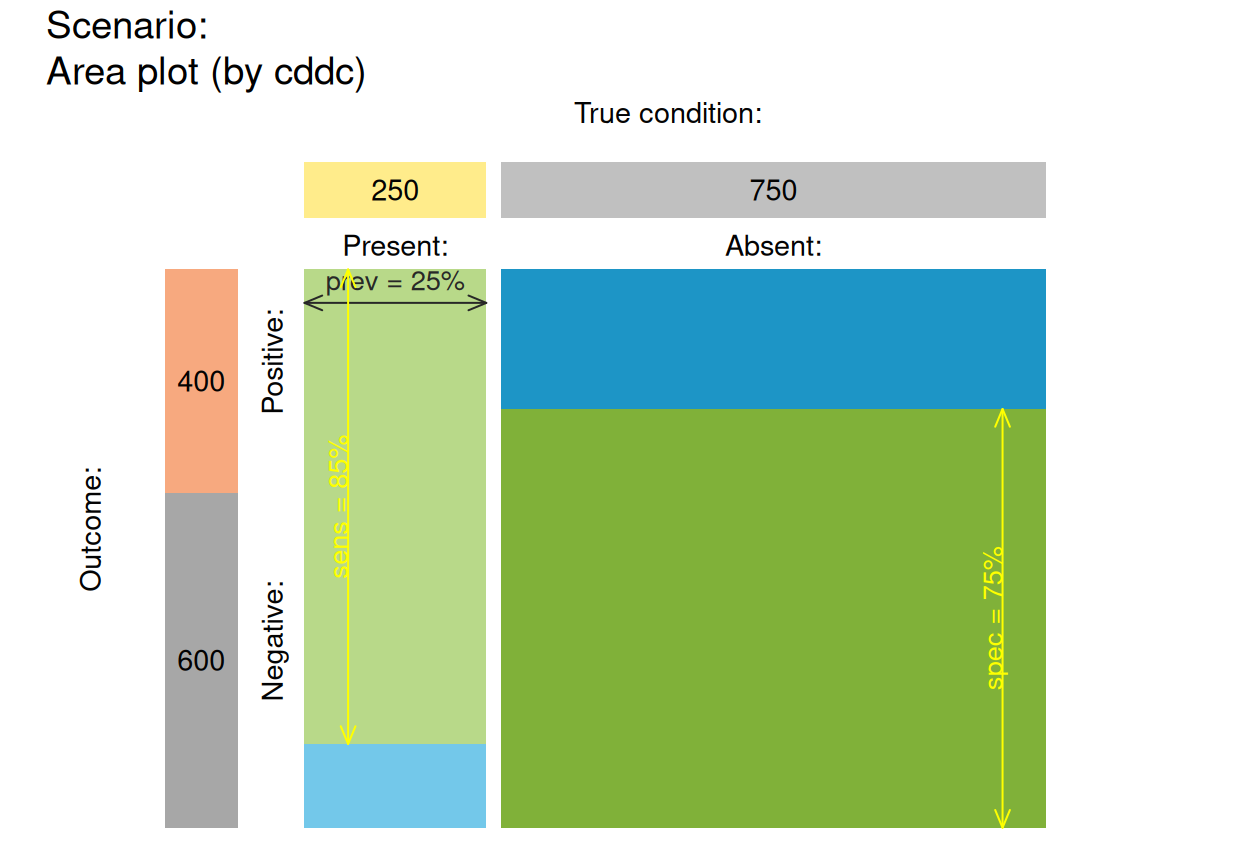 Scenario:
Area plot (by cddc)
True condition:
250
750
Present:
Absent:
prev = 25%
Outcome:
400
600
Positive:
Negative:
sens = 85%
spec = 75%